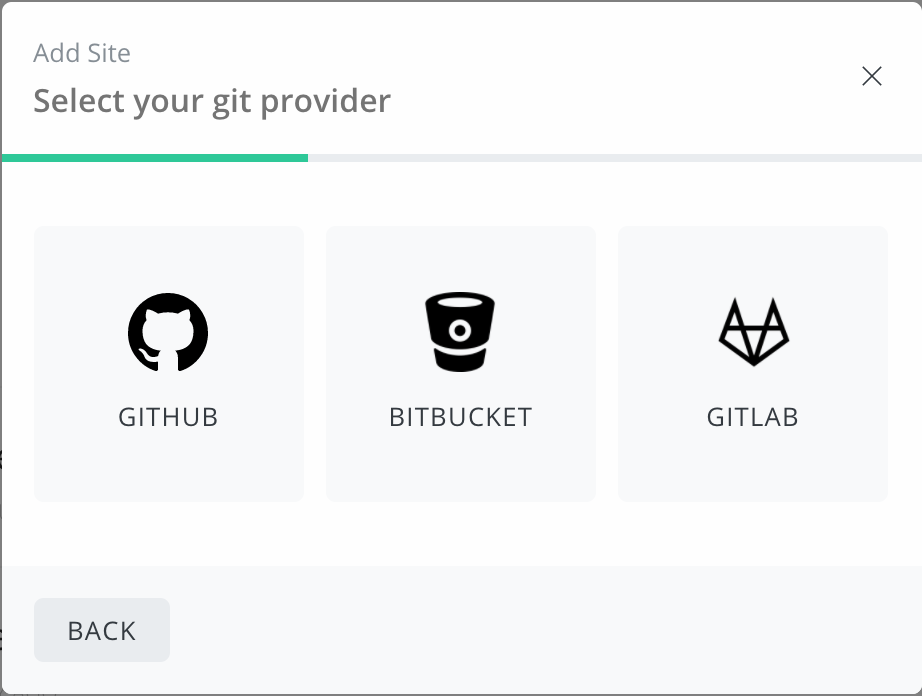 Add Site
Select your git provider
GITHUB
BITBUCKET
GITLAB
BACK